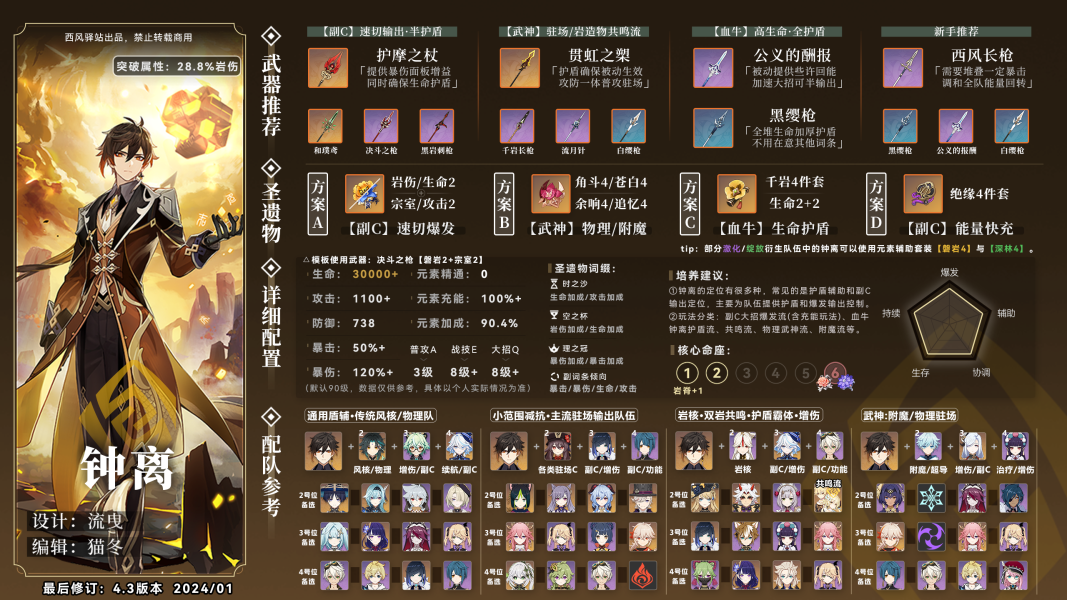 西风驿站出品，禁止转载商用
突破属性：28.8%岩伤
钟离
设计：流曳
编辑：猫冬
最后修订：4.3版本 2024/01
武器推荐
【副C】速切输出·半护盾
护摩之杖
「提供暴伤面板增益
同时确保生命护盾」
和璞鸢
决斗之枪
黑岩刺枪
【武神】驻场/岩造物共鸣流
贯虹之槊
「护盾确保被动生效
攻防一体普攻驻场」
千岩长枪
流月针
白缨枪
【血牛】高生命·全护盾
公义的酬报
「被动提供些许回能
加速大招可半输出」
黑缨枪
「全堆生命加厚护盾
不用在意其他词条」
新手推荐
西风长枪
「需要堆叠一定暴击
调和全队能量回转」
黑缨枪
公义的酬报
白缨枪
圣遗物
方案A
岩伤/生命2
宗室/攻击2
【副C】速切爆发
方案B
角斗4/苍白4
余响4/追忆4
【武神】物理/附魔
方案C
千岩4件套
生命2+2
【血牛】生命护盾
方案D
绝缘4件套
【副C】能量快充
tip：部分激化/绽放衍生队伍中的钟离可以使用元素辅助套装【磐岩4】与【深林4】。
详细配置
△模板使用武器：决斗之枪【磐岩2+宗室2】
生命：30000+
元素精通：0
攻击：1100+
元素充能：100%+
防御：738
元素加成：90.4%
暴击：50%+
普攻A 战技E 大招Q
暴伤：120%+
3级 8级+ 8级+
（默认90级，数据仅供参考，具体以个人实际情况为准）
圣遗物词缀：
时之沙
生命加成/攻击加成
空之杯
岩伤加成/生命加成
理之冠
暴伤加成/暴击加成
副词条倾向
暴击/暴伤/生命/攻击
培养建议：
①钟离的定位有很多种，常见的是护盾辅助和副C
输出定位，主要为队伍提供护盾和爆发输出控制。
②玩法分类：副C大招爆发流(含充能玩法)、血牛
钟离护盾流、共鸣流、物理武神流、附魔流等。
核心命座：
1 2 3 4 5 6
岩脊+1
爆发
持续
辅助
生存
协调
配队参考
通用盾辅·传统风核/物理队
2 3 4
风核/物理 增伤/副C 续航/副C
2号位
备选
3号位
备选
4号位
备选
小范围减抗·主流驻场输出队伍
2 3 4
各类驻场C 副C/增伤 副C/功能
2号位
备选
3号位
备选
4号位
备选
岩核·双岩共鸣·护盾霸体·增伤
2 3 4
岩核 副C/增伤 副C/功能
共鸣流
2号位
备选
3号位
备选
4号位
备选
武神:附魔/物理驻场
2 3 4
附魔/超导 增伤/副C 治疗/增伤
2号位
备选
3号位
备选
4号位
备选